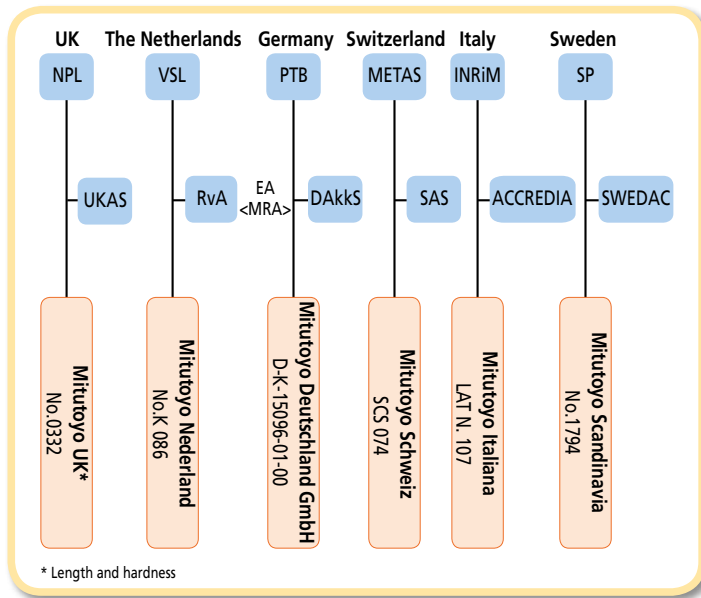 UK
The Netherlands
Germany
Switzerland
Italy
Sweden
NPL
VSL
PTB
METAS
INRiM
SP
UKAS
RvA
EA
<MRA>
DAkkS
SAS
ACCREDIA
SWEDAC
Mitutoyo UK*
No.0332
Mitutoyo Nederland
No.K 086
Mitutoyo Deutschland GmbH
D-K-15096-01-00
Mitutoyo Schweiz
SCS 074
Mitutoyo Italiana
LAT N. 107
Mitutoyo Scandinavia
No.1794
* Length and hardness